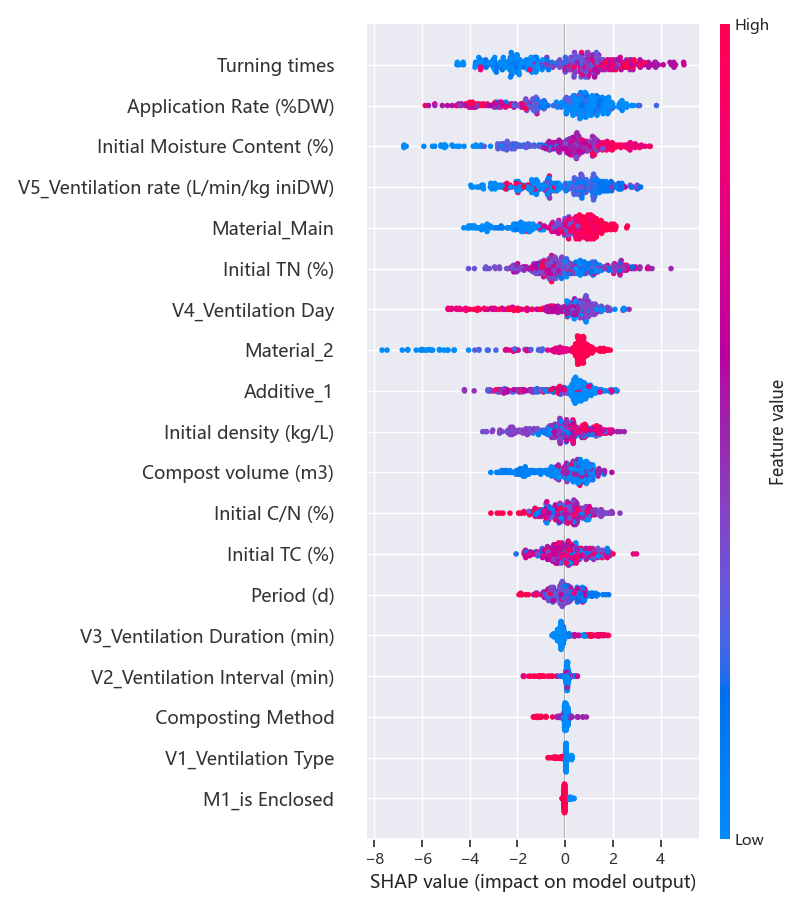 High
Turning times
Application Rate (%DW)
Initial Moisture Content (%)
V5_Ventilation rate (L/min/kg iniDW)
Material_Main
Initial TN (%)
V4_Ventilation Day
Material_2
Additive_1
Initial density (kg/L)
Compost volume (m3)
Initial C/N (%)
Initial TC (%)
Period (d)
V3_Ventilation Duration (min)
V2_Ventilation Interval (min)
Composting Method
V1_Ventilation Type
M1_is Enclosed
Feature value
Low
−8 −6 −4 −2 0 2 4
SHAP value (impact on model output)